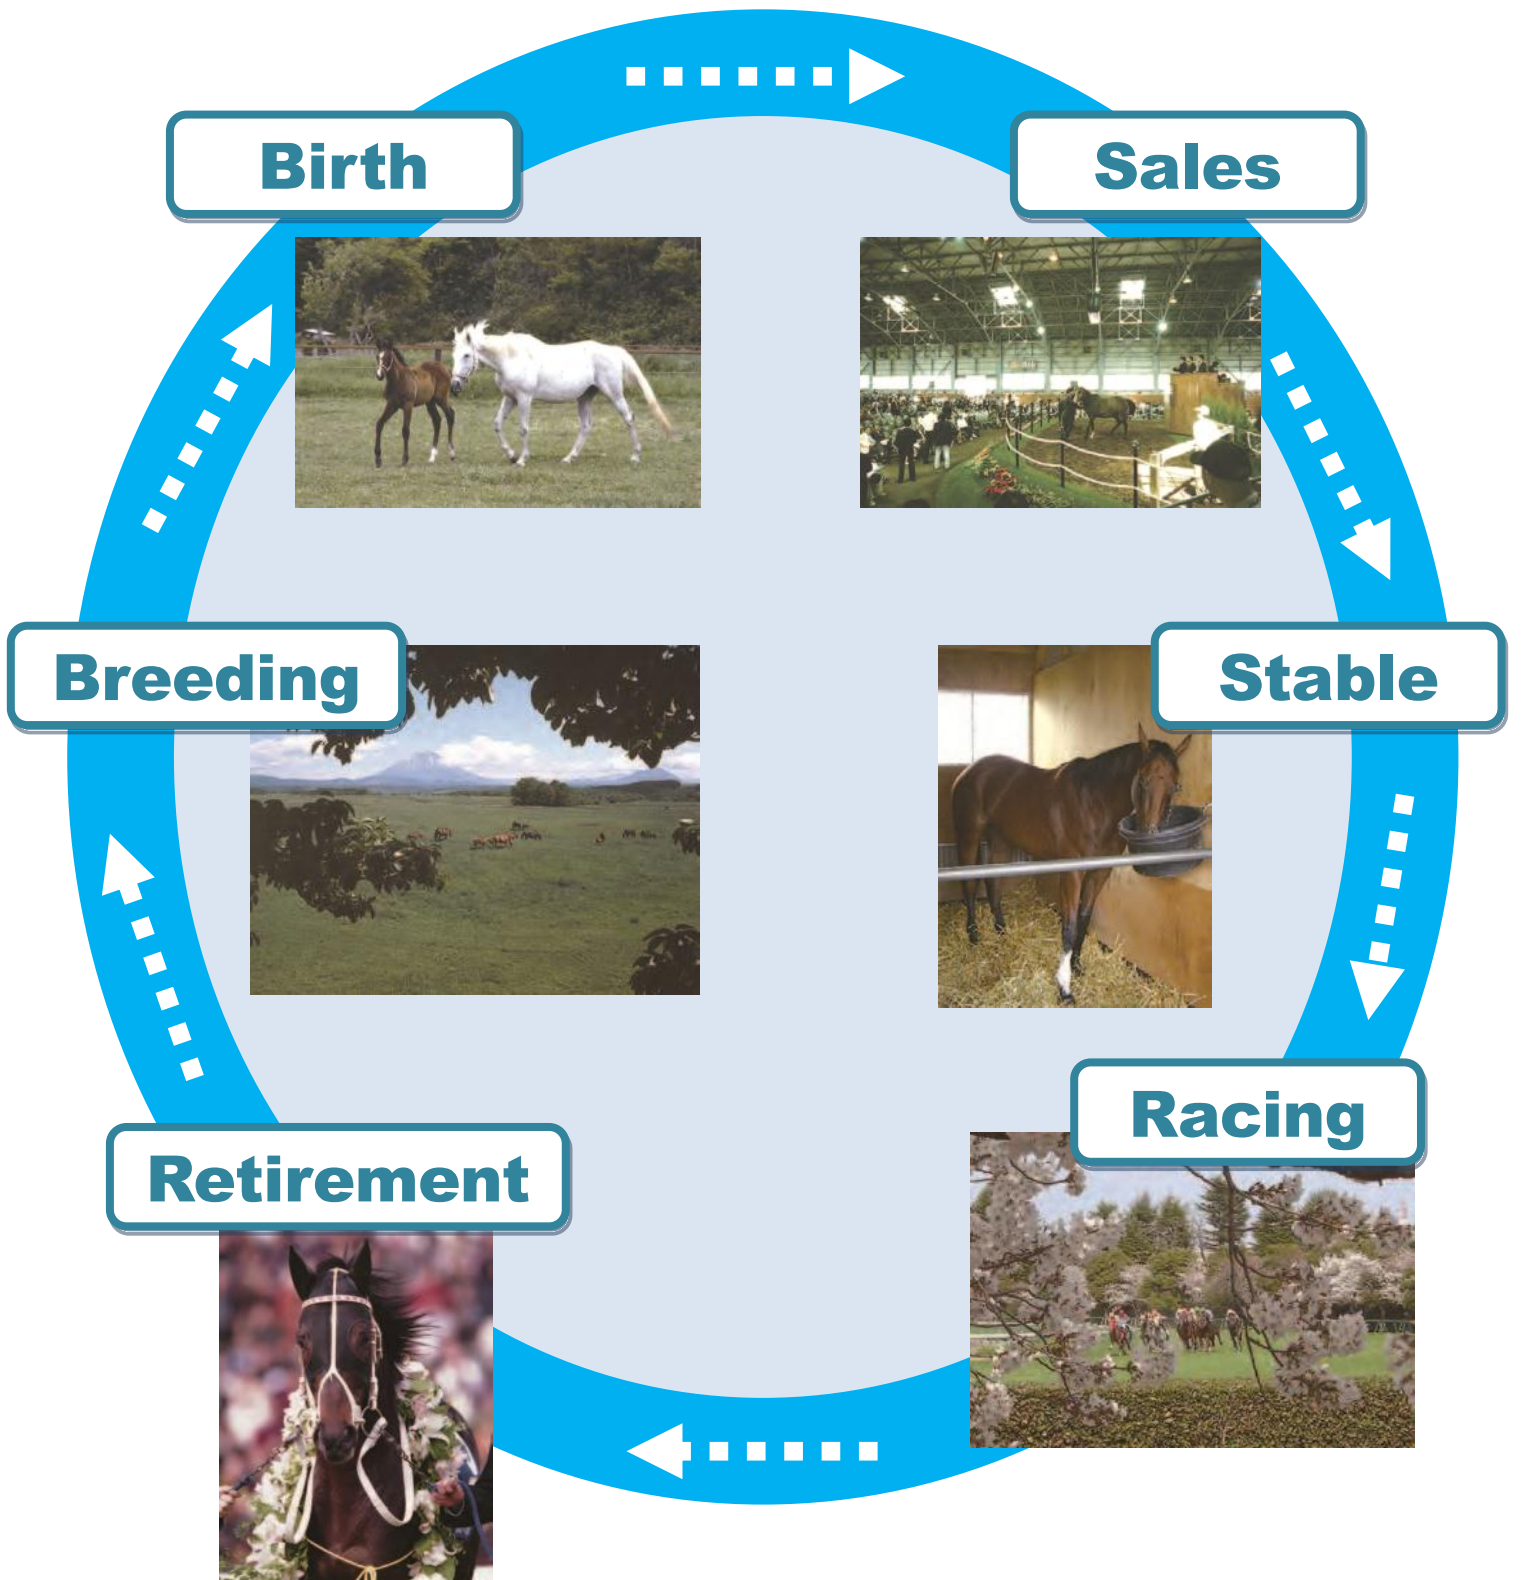 Birth
Sales
Breeding
Stable
Racing
Retirement